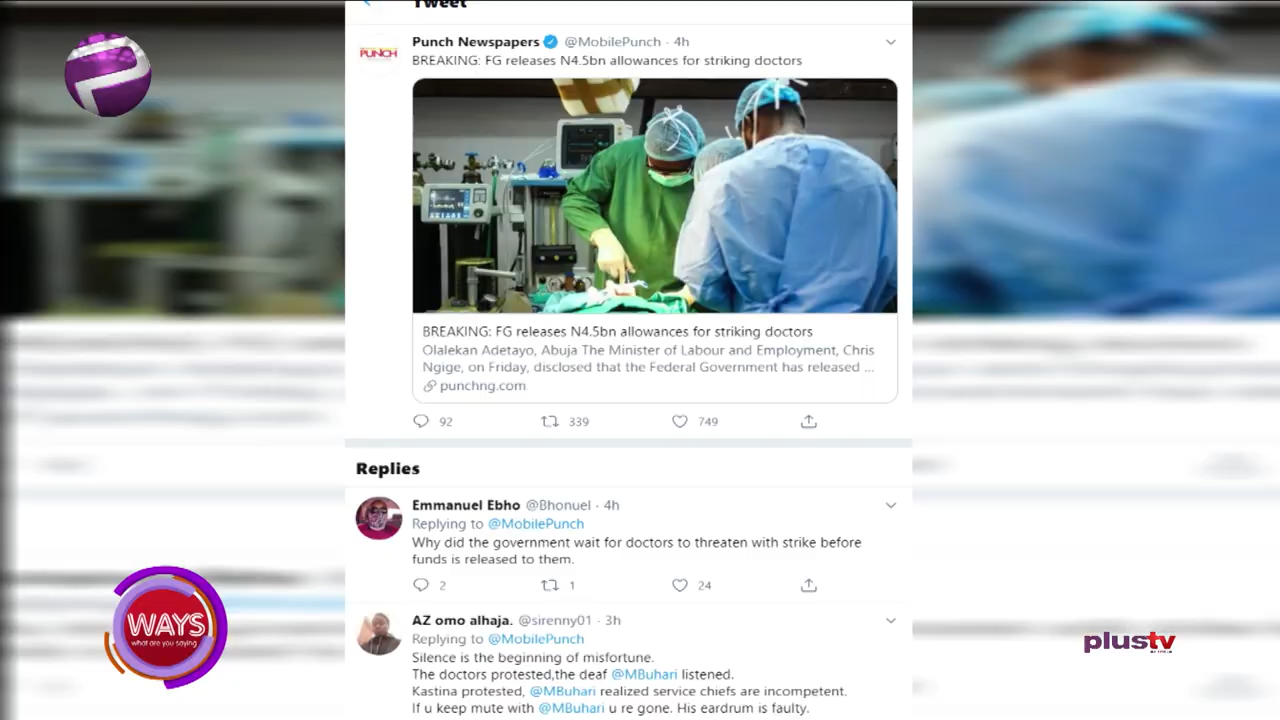 Tweet
PUNCH
Punch Newspapers @MobilePunch · 4h
BREAKING: FG releases N4.5bn allowances for striking doctors
BREAKING: FG releases N4.5bn allowances for striking doctors
Olalekan Adetayo, Abuja The Minister of Labour and Employment, Chris
Ngige, on Friday, disclosed that the Federal Government has released ...
punchng.com
92 339 749
Replies
Emmanuel Ebho @Bhonuel · 4h
Replying to @MobilePunch
Why did the government wait for doctors to threaten with strike before
funds is released to them.
2 1 24
AZ omo alhaja. @sirenny01 · 3h
Replying to @MobilePunch
Silence is the beginning of misfortune.
The doctors protested,the deaf @MBuhari listened.
Kastina protested, @MBuhari realized service chiefs are incompetent.
If u keep mute with @MBuhari u re gone. His eardrum is faulty.
WAYS
what are you saying
plustv